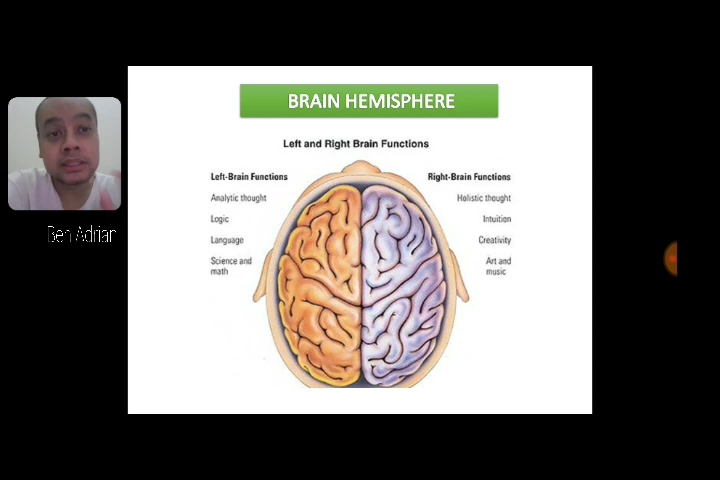 BRAIN HEMISPHERE
Left and Right Brain Functions
Left-Brain Functions
Analytic thought
Logic
Language
Science and
math
Right-Brain Functions
Holistic thought
Intuition
Creativity
Art and
music
Ben Adrian